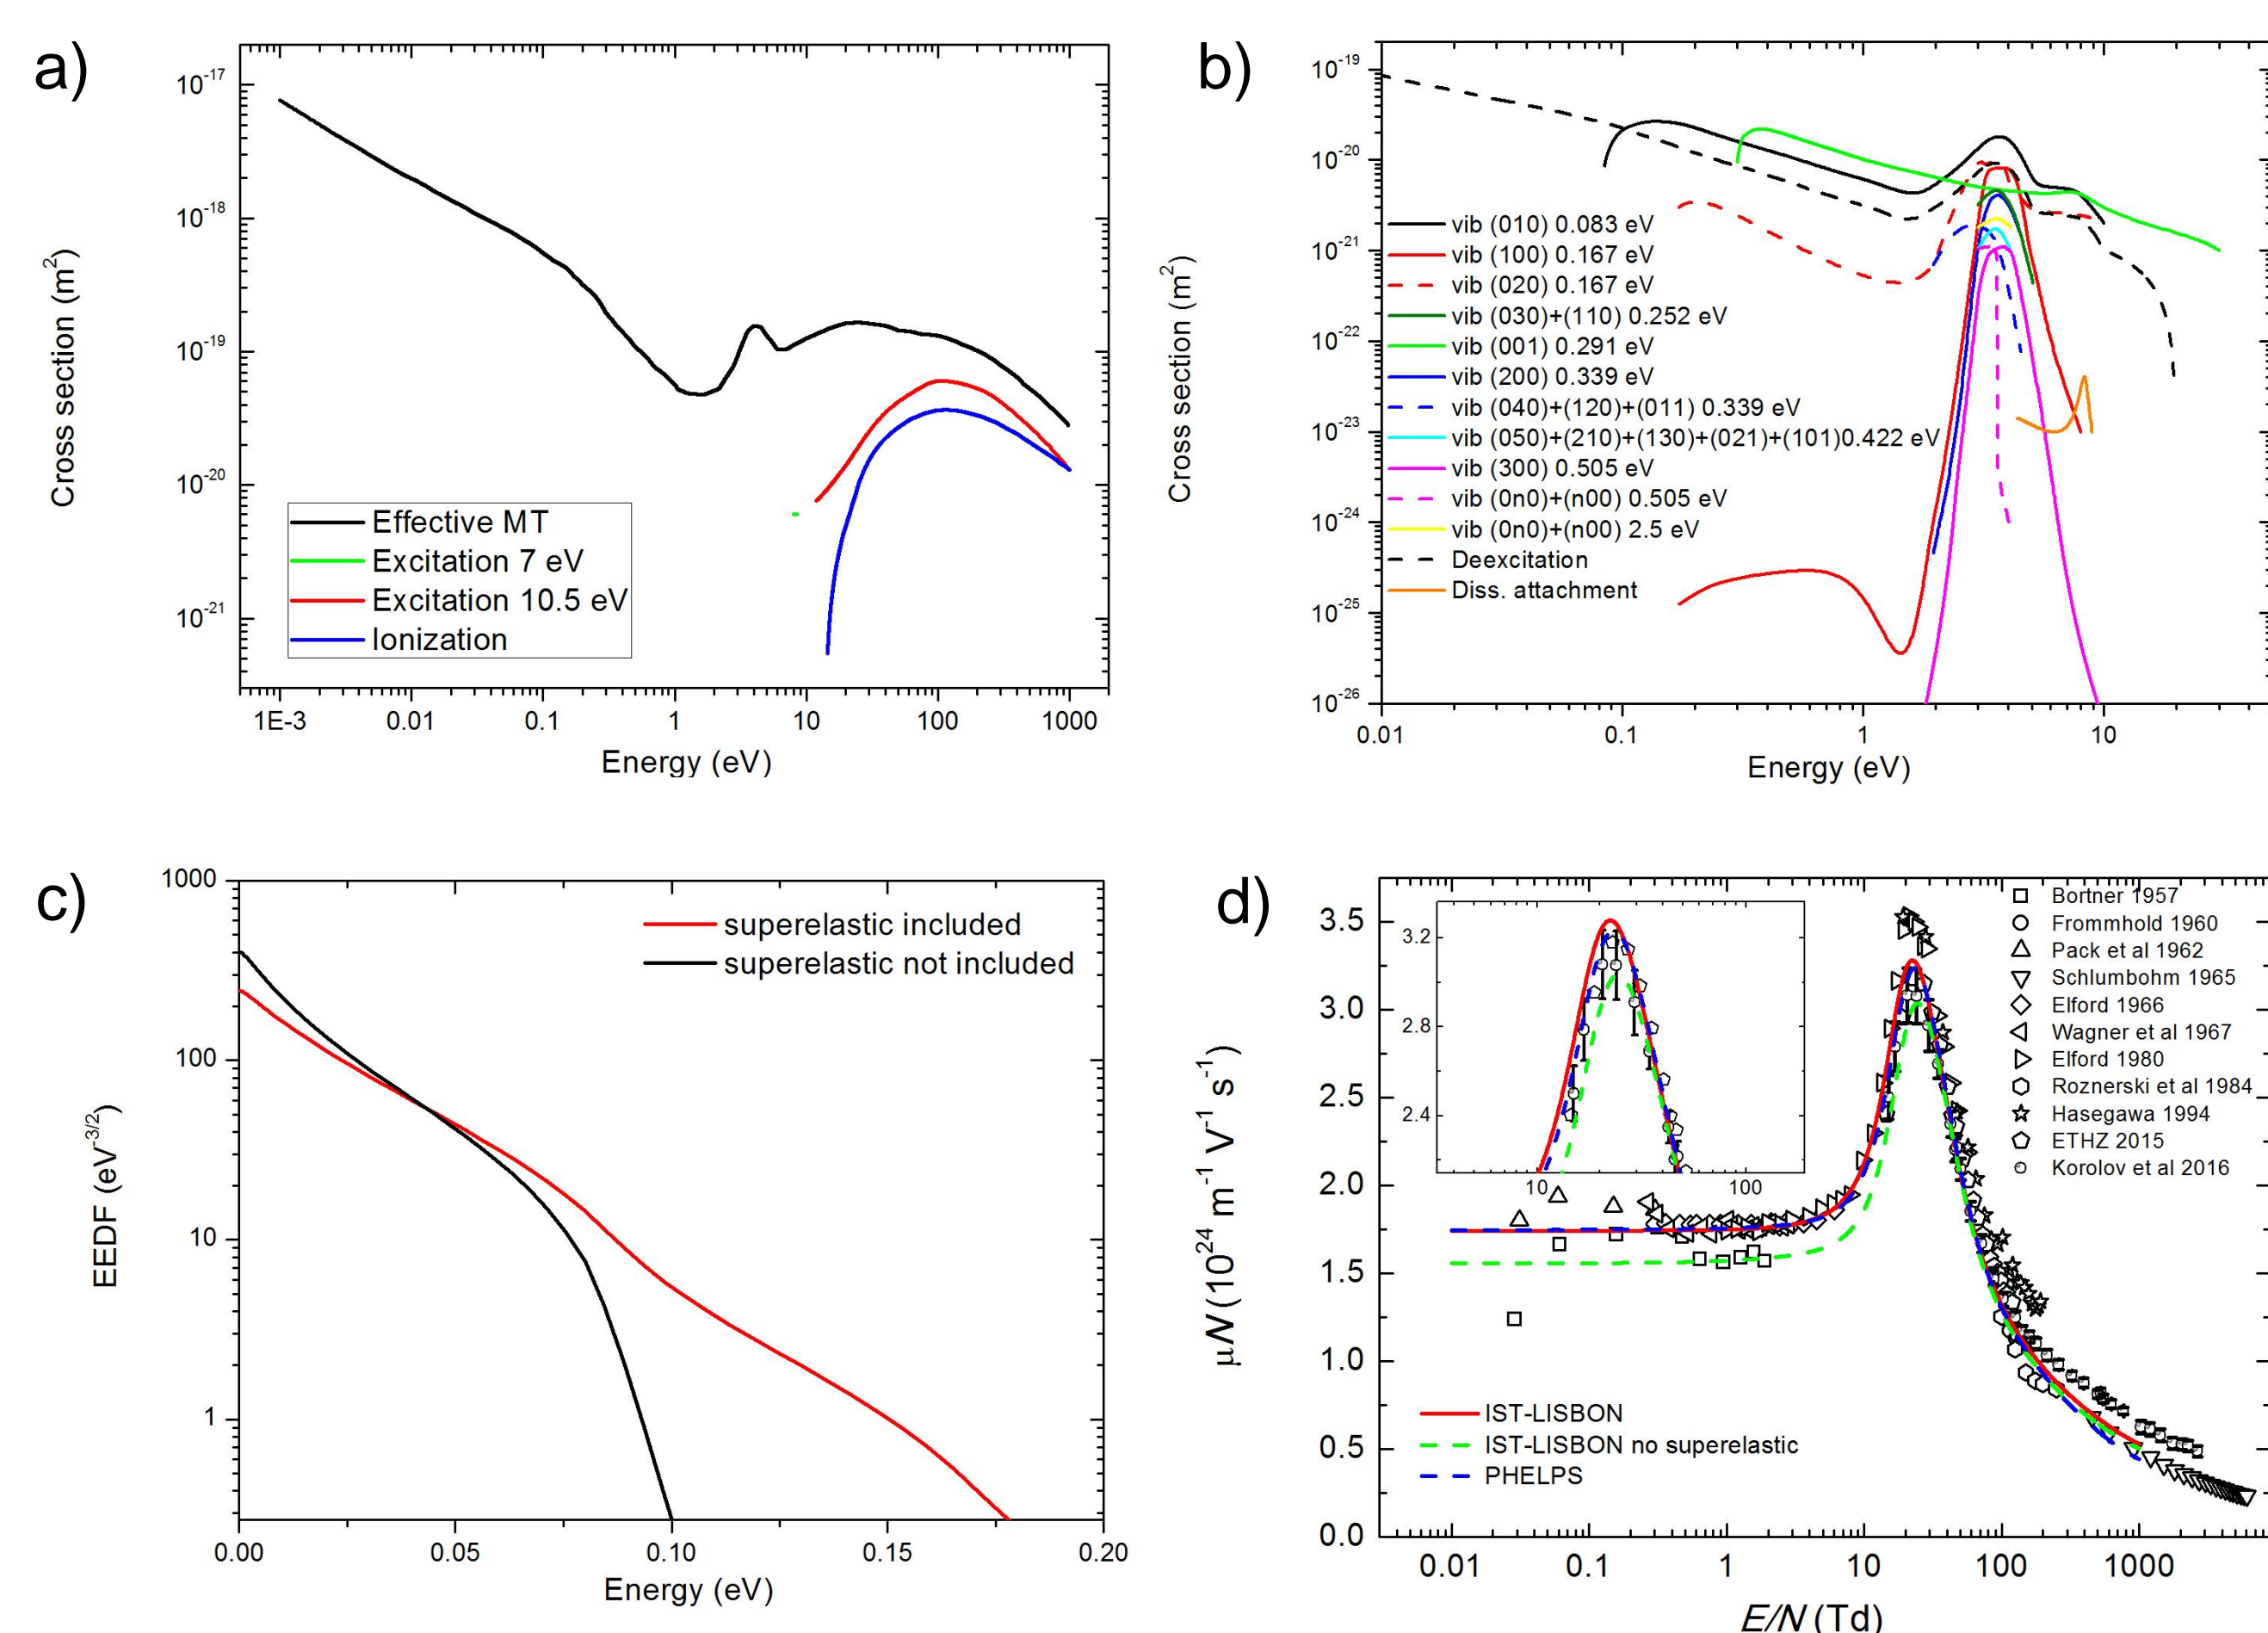 a)
10-17
10-18
10-19
10-20
10-21
Cross section (m2)
Effective MT
Excitation 7 eV
Excitation 10.5 eV
Ionization
1E-3 0.01 0.1 1 10 100 1000
Energy (eV)
b)
10-19
10-20
10-21
10-22
10-23
10-24
10-25
10-26
Cross section (m2)
vib (010) 0.083 eV
vib (100) 0.167 eV
vib (020) 0.167 eV
vib (030)+(110) 0.252 eV
vib (001) 0.291 eV
vib (200) 0.339 eV
vib (040)+(120)+(011) 0.339 eV
vib (050)+(210)+(130)+(021)+(101)0.422 eV
vib (300) 0.505 eV
vib (0n0)+(n00) 0.505 eV
vib (0n0)+(n00) 2.5 eV
Deexcitation
Diss. attachment
0.01 0.1 1 10
Energy (eV)
c)
1000
100
10
1
EEDF (eV-3/2)
superelastic included
superelastic not included
0.00 0.05 0.10 0.15 0.20
Energy (eV)
d)
3.5
3.0
2.5
2.0
1.5
1.0
0.5
0.0
μN (1024 m-1 V-1 s-1)
3.2
2.8
2.4
10 100
Bortner 1957
Frommhold 1960
Pack et al 1962
Schlumbohm 1965
Elford 1966
Wagner et al 1967
Elford 1980
Roznerski et al 1984
Hasegawa 1994
ETHZ 2015
Korolov et al 2016
IST-LISBON
IST-LISBON no superelastic
PHELPS
0.01 0.1 1 10 100 1000
E/N (Td)